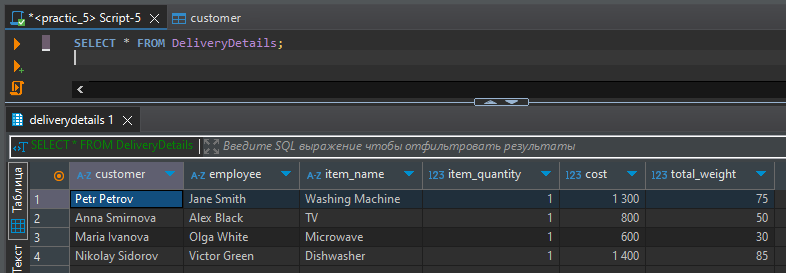 *<practic_5> Script-5 customer
SELECT * FROM DeliveryDetails;
deliverydetails 1
SELECT * FROM DeliveryDetails Введите SQL выражение чтобы отфильтровать результаты
Таблица
Текст
A-Z customer A-Z employee A-Z item_name 123 item_quantity 123 cost 123 total_weight
1 Petr Petrov Jane Smith Washing Machine 1 1 300 75
2 Anna Smirnova Alex Black TV 1 800 50
3 Maria Ivanova Olga White Microwave 1 600 30
4 Nikolay Sidorov Victor Green Dishwasher 1 1 400 85